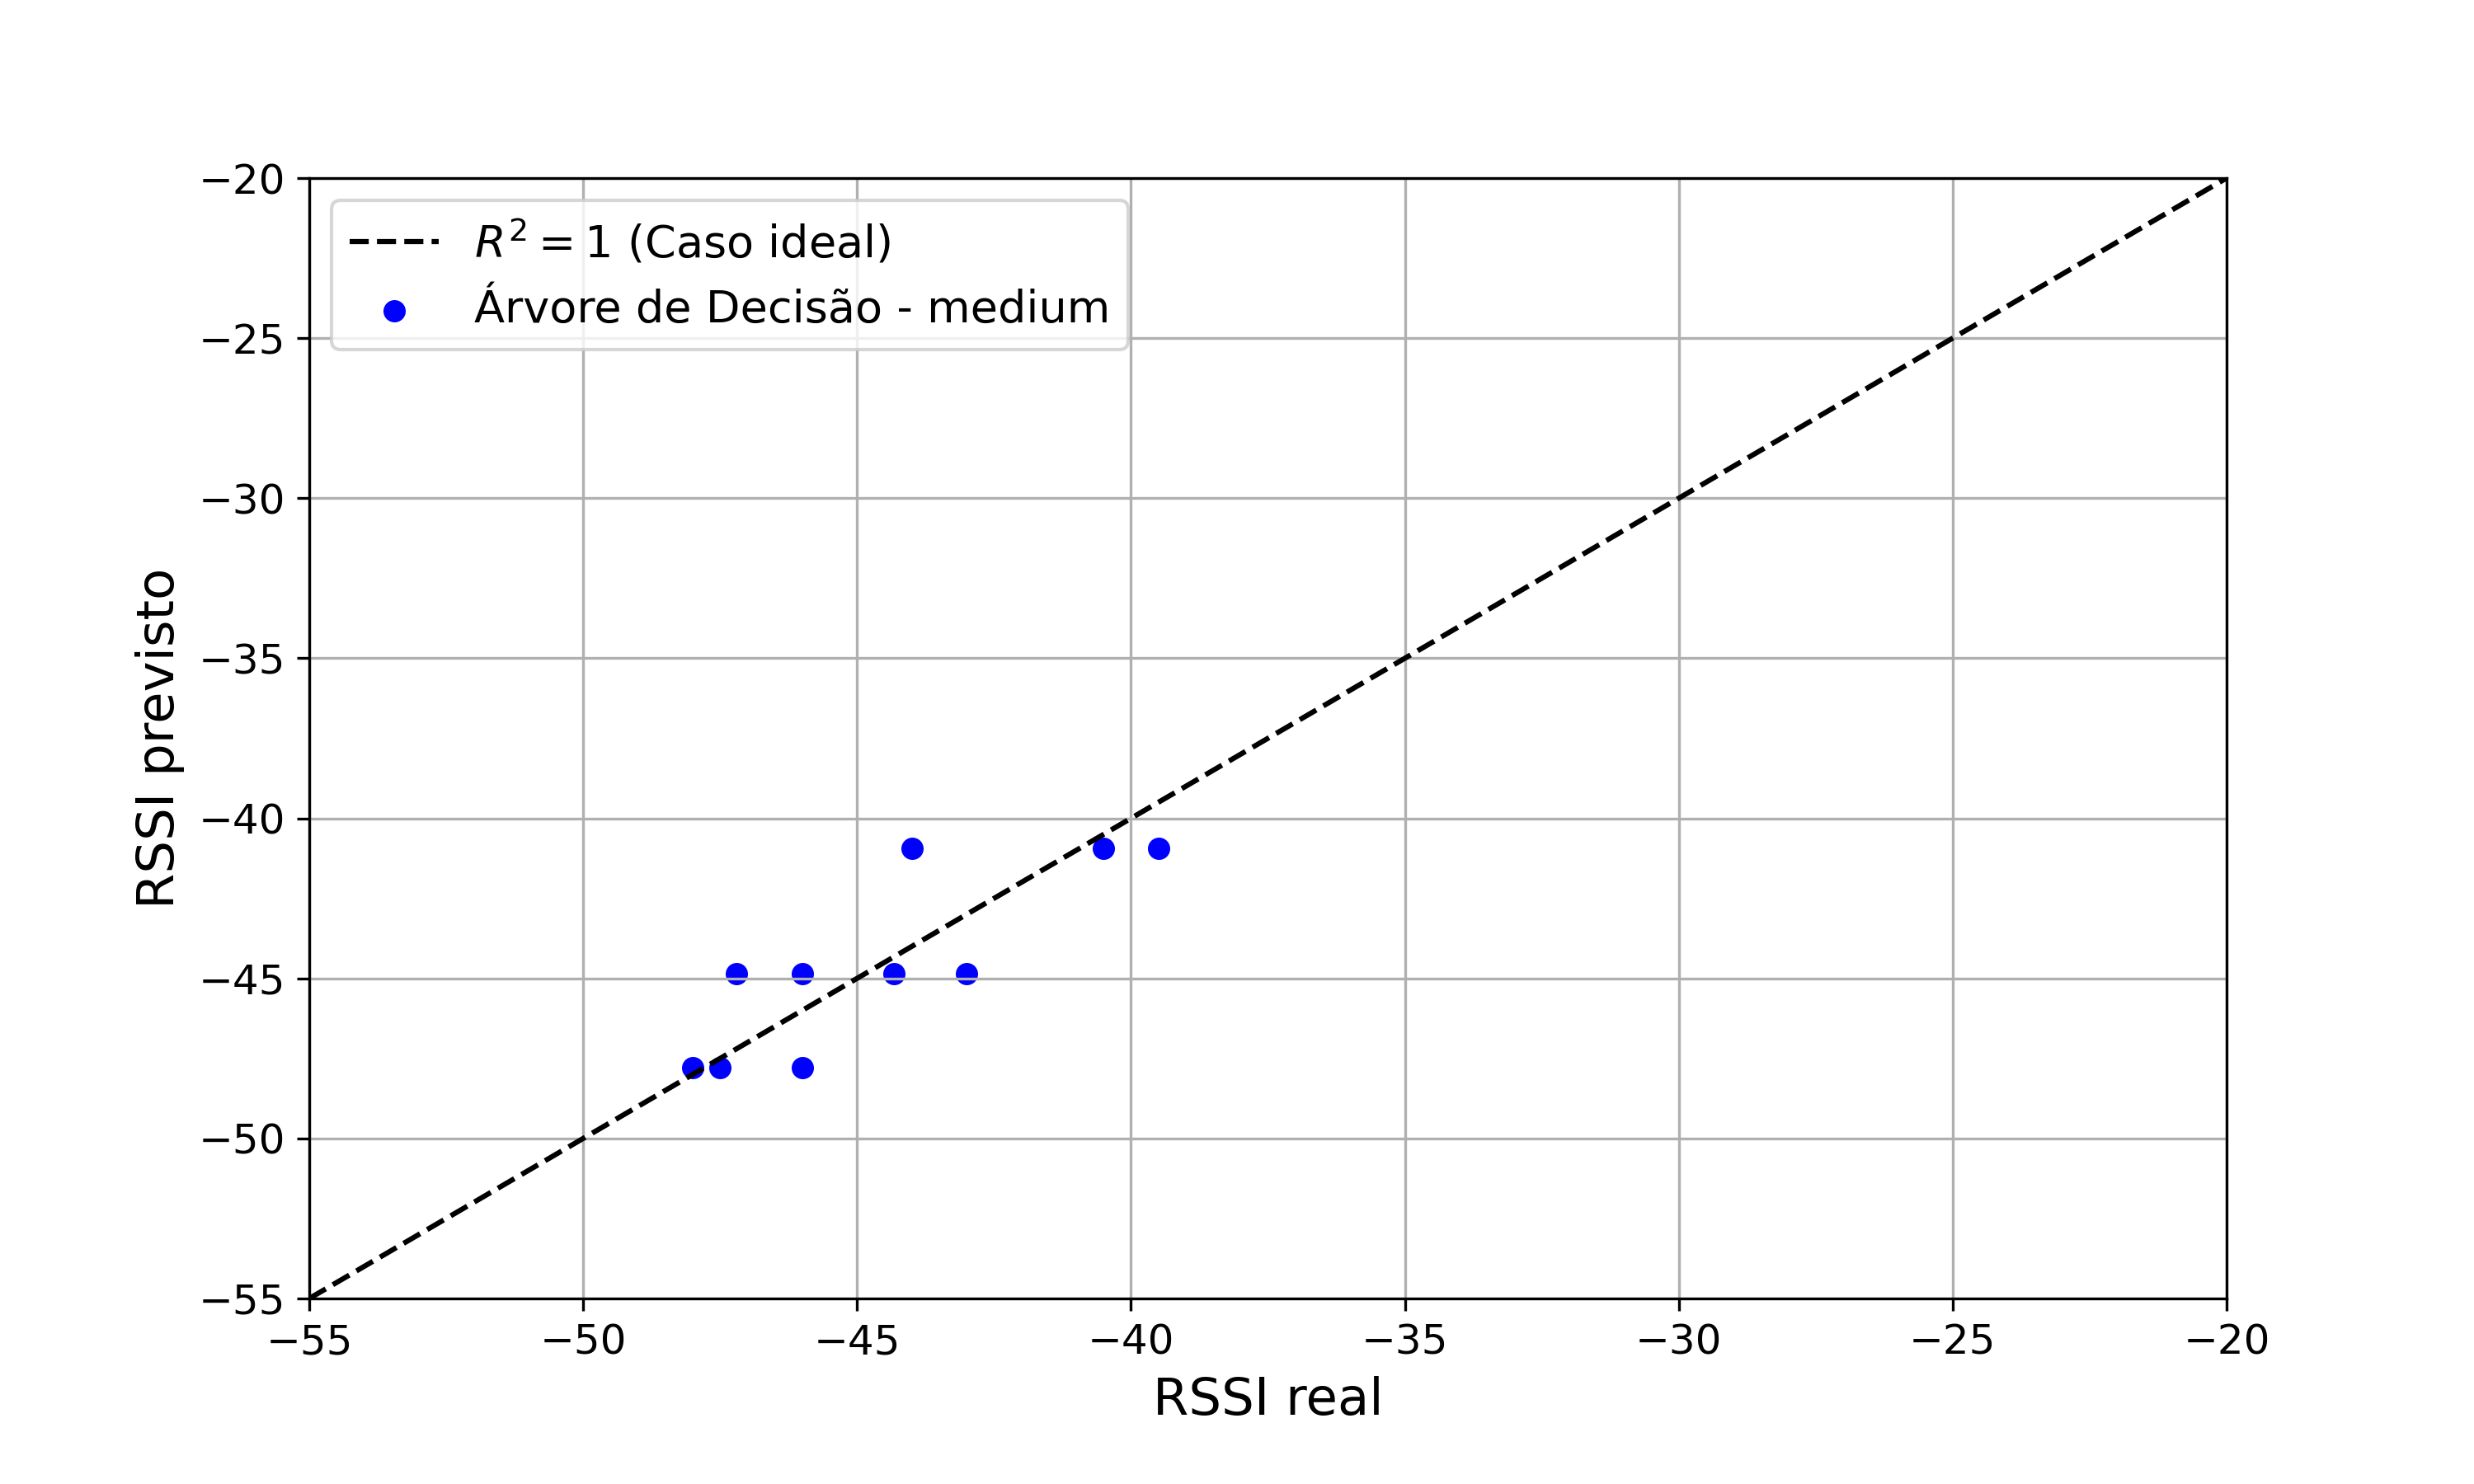 R² = 1 (Caso ideal)
Árvore de Decisão - medium
RSSI previsto
−20
−25
−30
−35
−40
−45
−50
−55
−55 −50 −45 −40 −35 −30 −25 −20
RSSI real